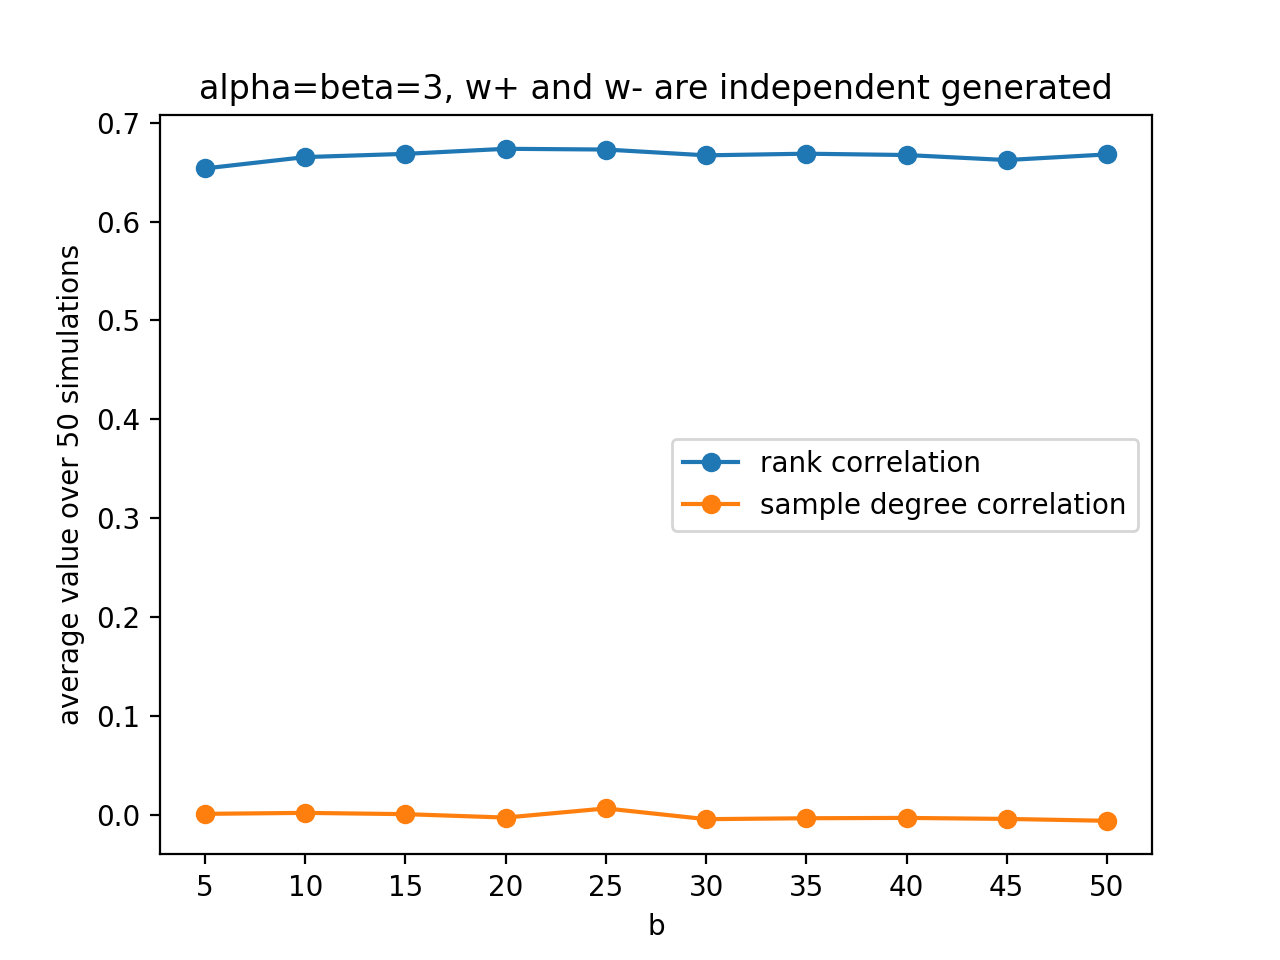 alpha=beta=3, w+ and w- are independent generated
average value over 50 simulations
0.7
0.6
0.5
0.4
0.3
0.2
0.1
0.0
rank correlation
sample degree correlation
5 10 15 20 25 30 35 40 45 50
b